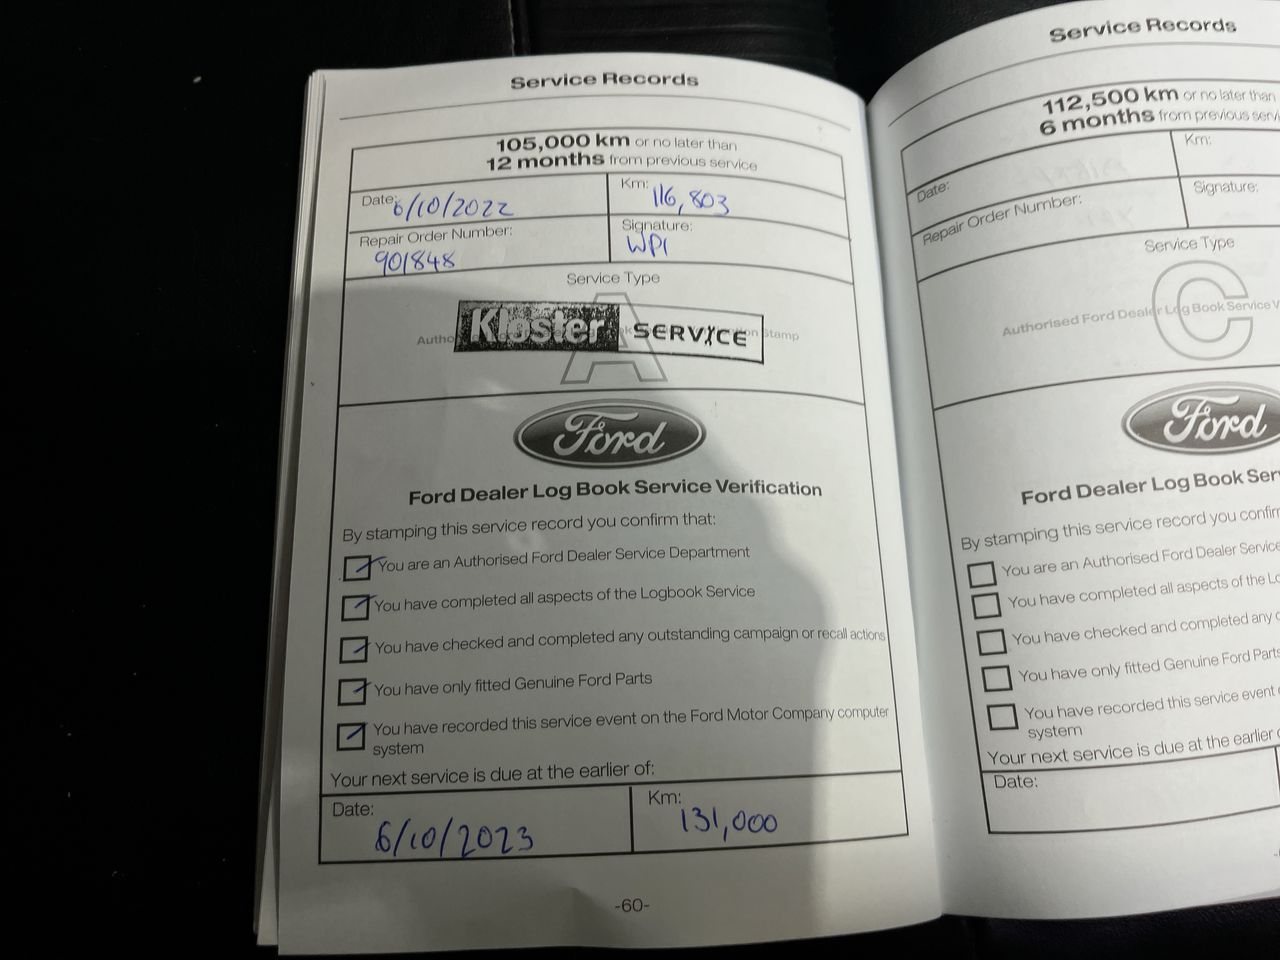 Service Records
105,000 km or no later than
12 months from previous service
Date: 6/10/2022
Km: 116,803
Repair Order Number:
901848
Signature:
WP1
Service Type
A
Kloster SERVICE
Stamp
Ford
Ford Dealer Log Book Service Verification
By stamping this service record you confirm that:
You are an Authorised Ford Dealer Service Department
You have completed all aspects of the Logbook Service
You have checked and completed any outstanding campaign or recall actions
You have only fitted Genuine Ford Parts
You have recorded this service event on the Ford Motor Company computer
system
Your next service is due at the earlier of:
Date:
6/10/2023
Km:
131,000
-60-
Service Records
112,500 km or no later than
6 months from previous
Date:
Km:
Repair Order Number:
Signature:
Service Type
C
Authorised Ford Dealer Log Book Service
Ford
Ford Dealer Log Book
By stamping this service record you
You are an Authorised Ford Dealer Service
You have completed all aspects of the
You have checked and completed any
You have only fitted Genuine Ford Parts
You have recorded this service event
system
Your next service is due at the earlier
Date: